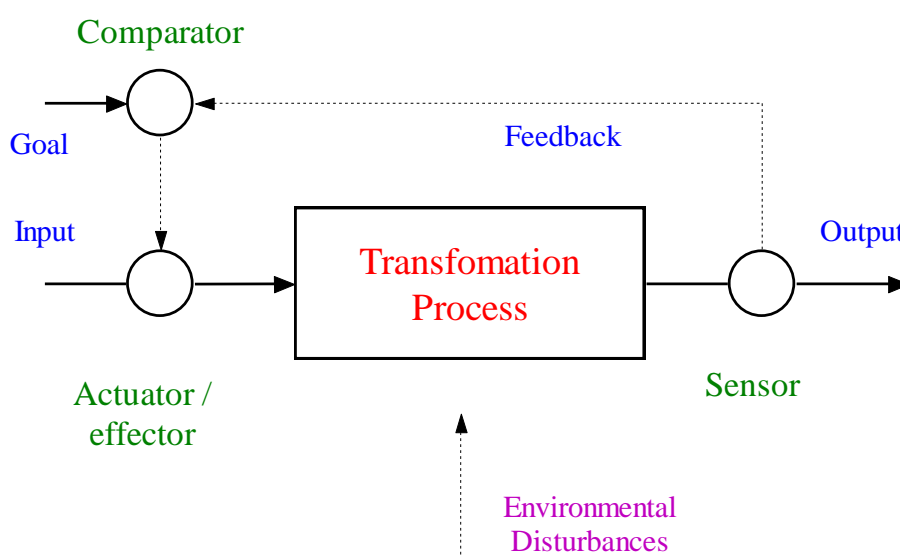 Comparator
Goal
Feedback
Input
Output
Transfomation
Process
Actuator /
effector
Sensor
Environmental
Disturbances